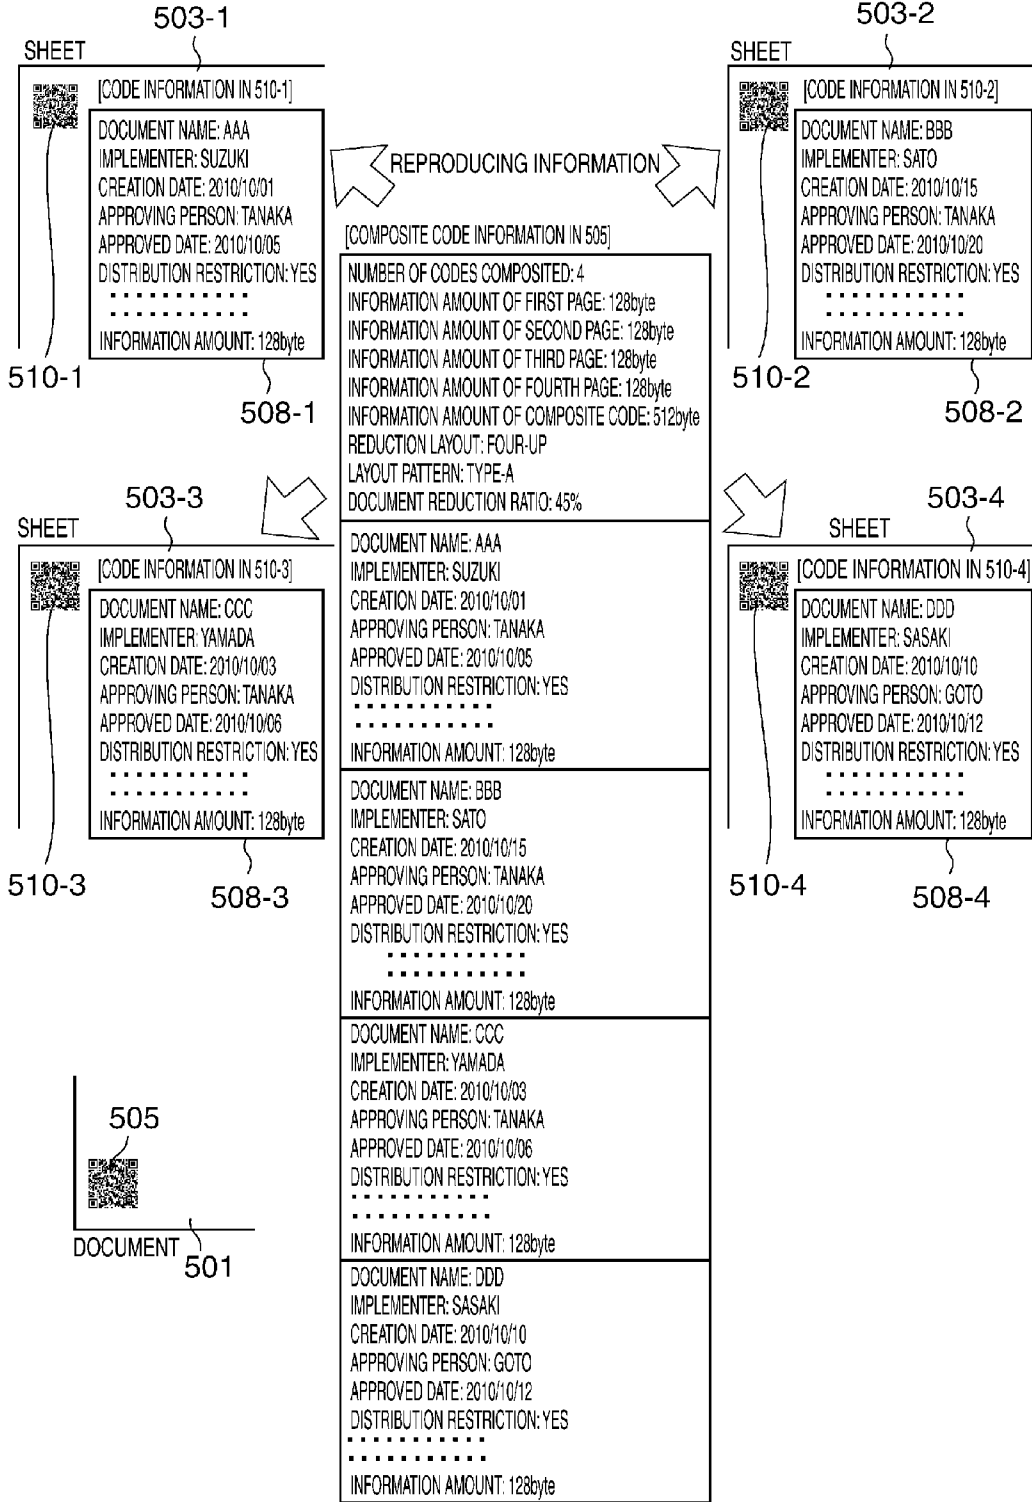 503-1
SHEET
[CODE INFORMATION IN 510-1]
DOCUMENT NAME: AAA
IMPLEMENTER: SUZUKI
CREATION DATE: 2010/10/01
APPROVING PERSON: TANAKA
APPROVED DATE: 2010/10/05
DISTRIBUTION RESTRICTION: YES
INFORMATION AMOUNT: 128byte
510-1
508-1
503-2
SHEET
[CODE INFORMATION IN 510-2]
DOCUMENT NAME: BBB
IMPLEMENTER: SATO
CREATION DATE: 2010/10/15
APPROVING PERSON: TANAKA
APPROVED DATE: 2010/10/20
DISTRIBUTION RESTRICTION: YES
INFORMATION AMOUNT: 128byte
510-2
508-2
REPRODUCING INFORMATION
[COMPOSITE CODE INFORMATION IN 505]
NUMBER OF CODES COMPOSITED: 4
INFORMATION AMOUNT OF FIRST PAGE: 128byte
INFORMATION AMOUNT OF SECOND PAGE: 128byte
INFORMATION AMOUNT OF THIRD PAGE: 128byte
INFORMATION AMOUNT OF FOURTH PAGE: 128byte
INFORMATION AMOUNT OF COMPOSITE CODE: 512byte
REDUCTION LAYOUT: FOUR-UP
LAYOUT PATTERN: TYPE-A
DOCUMENT REDUCTION RATIO: 45%
DOCUMENT NAME: AAA
IMPLEMENTER: SUZUKI
CREATION DATE: 2010/10/01
APPROVING PERSON: TANAKA
APPROVED DATE: 2010/10/05
DISTRIBUTION RESTRICTION: YES
INFORMATION AMOUNT: 128byte
DOCUMENT NAME: BBB
IMPLEMENTER: SATO
CREATION DATE: 2010/10/15
APPROVING PERSON: TANAKA
APPROVED DATE: 2010/10/20
DISTRIBUTION RESTRICTION: YES
INFORMATION AMOUNT: 128byte
DOCUMENT NAME: CCC
IMPLEMENTER: YAMADA
CREATION DATE: 2010/10/03
APPROVING PERSON: TANAKA
APPROVED DATE: 2010/10/06
DISTRIBUTION RESTRICTION: YES
INFORMATION AMOUNT: 128byte
DOCUMENT NAME: DDD
IMPLEMENTER: SASAKI
CREATION DATE: 2010/10/10
APPROVING PERSON: GOTO
APPROVED DATE: 2010/10/12
DISTRIBUTION RESTRICTION: YES
INFORMATION AMOUNT: 128byte
503-3
SHEET
[CODE INFORMATION IN 510-3]
DOCUMENT NAME: CCC
IMPLEMENTER: YAMADA
CREATION DATE: 2010/10/03
APPROVING PERSON: TANAKA
APPROVED DATE: 2010/10/06
DISTRIBUTION RESTRICTION: YES
INFORMATION AMOUNT: 128byte
510-3
508-3
503-4
SHEET
[CODE INFORMATION IN 510-4]
DOCUMENT NAME: DDD
IMPLEMENTER: SASAKI
CREATION DATE: 2010/10/10
APPROVING PERSON: GOTO
APPROVED DATE: 2010/10/12
DISTRIBUTION RESTRICTION: YES
INFORMATION AMOUNT: 128byte
510-4
508-4
505
DOCUMENT
501